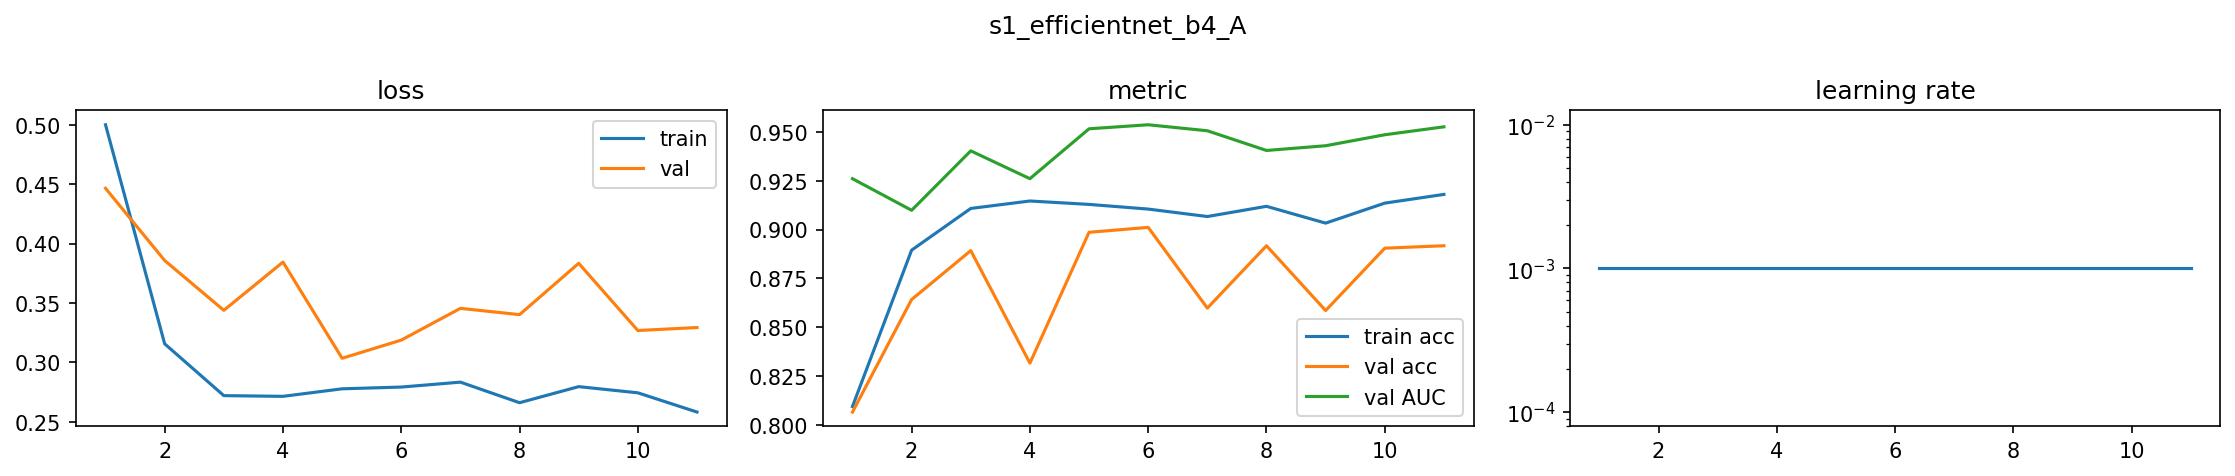 s1_efficientnet_b4_A
loss
0.50
0.45
0.40
0.35
0.30
0.25
2 4 6 8 10
train
val
metric
0.950
0.925
0.900
0.875
0.850
0.825
0.800
2 4 6 8 10
train acc
val acc
val AUC
learning rate
10⁻²
10⁻³
10⁻⁴
2 4 6 8 10